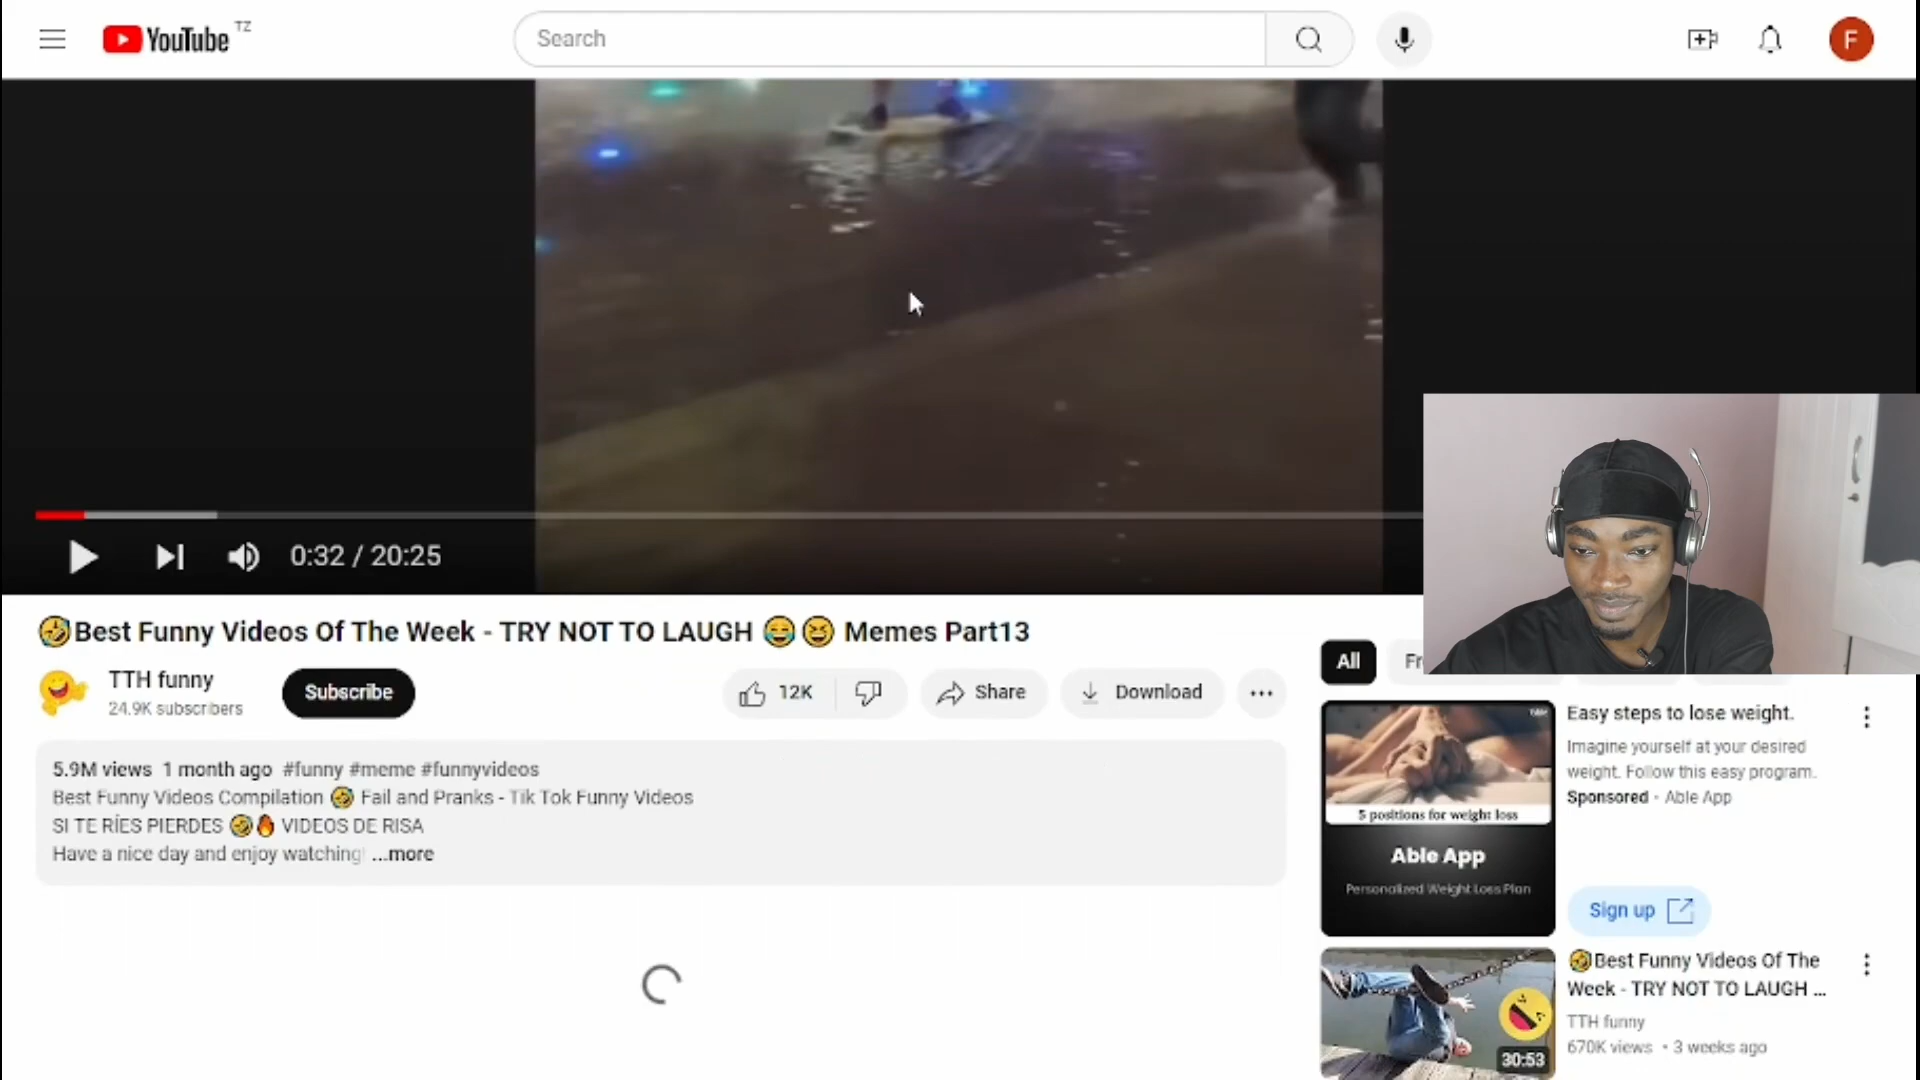 YouTube TZ
Search
F
0:32 / 20:25
🤣Best Funny Videos Of The Week - TRY NOT TO LAUGH 😂😆 Memes Part13
TTH funny
24.9K subscribers
Subscribe
12K
Share
Download
5.9M views 1 month ago #funny #meme #funnyvideos
Best Funny Videos Compilation 🤣 Fail and Pranks - Tik Tok Funny Videos
SI TE RÍES PIERDES 🤣🔥 VIDEOS DE RISA
Have a nice day and enjoy watching! ...more
All
5 positions for weight loss
Able App
Personalized Weight Loss Plan
Easy steps to lose weight.
Imagine yourself at your desired
weight. Follow this easy program.
Sponsored · Able App
Sign up
30:53
🤣Best Funny Videos Of The
Week - TRY NOT TO LAUGH ...
TTH funny
670K views • 3 weeks ago